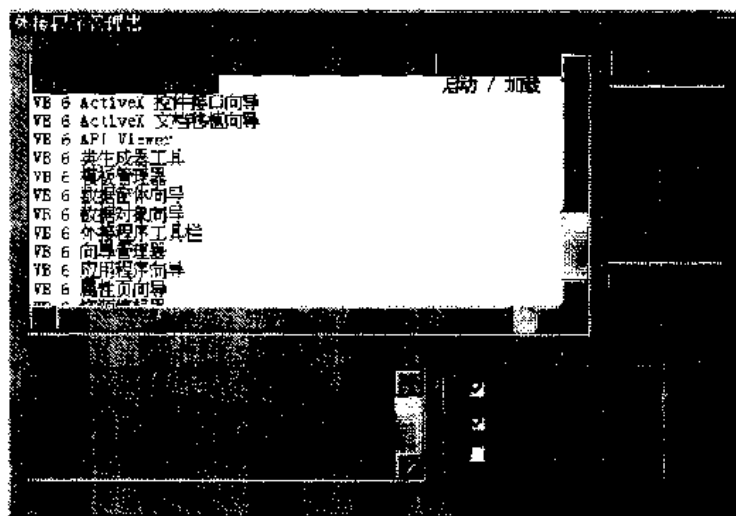 外接程序管理器
启动 / 加载
VB 6 ActiveX 控件接口向导
VB 6 ActiveX 文档移植向导
VB 6 API Viewer
VB 6 类生成器工具
VB 6 模板管理器
VB 6 数据窗体向导
VB 6 数据对象向导
VB 6 外接程序工具栏
VB 6 向导管理器
VB 6 应用程序向导
VB 6 属性页向导
VB 6